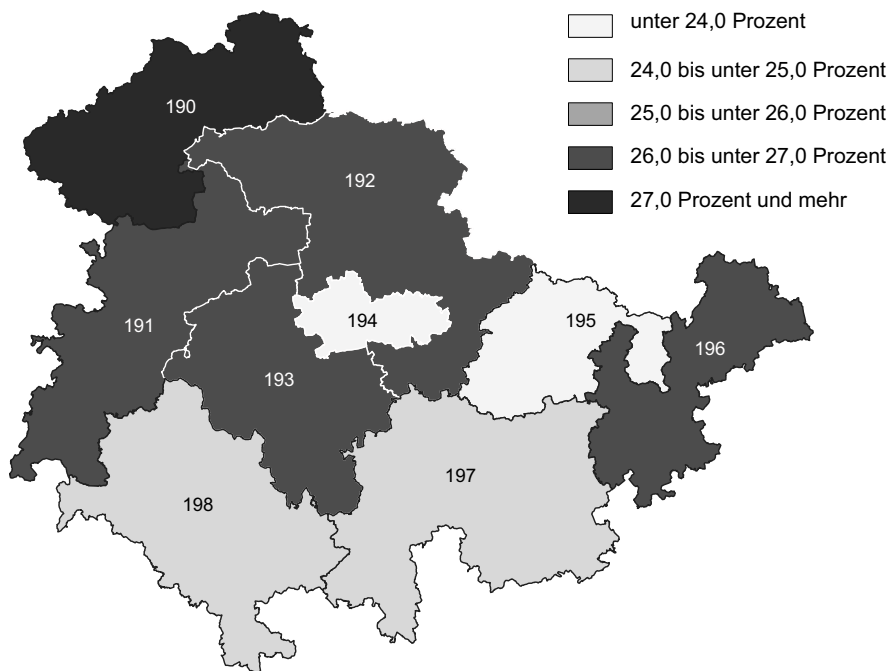 unter 24,0 Prozent
24,0 bis unter 25,0 Prozent
25,0 bis unter 26,0 Prozent
26,0 bis unter 27,0 Prozent
27,0 Prozent und mehr
190
192
191
194
195
196
193
197
198